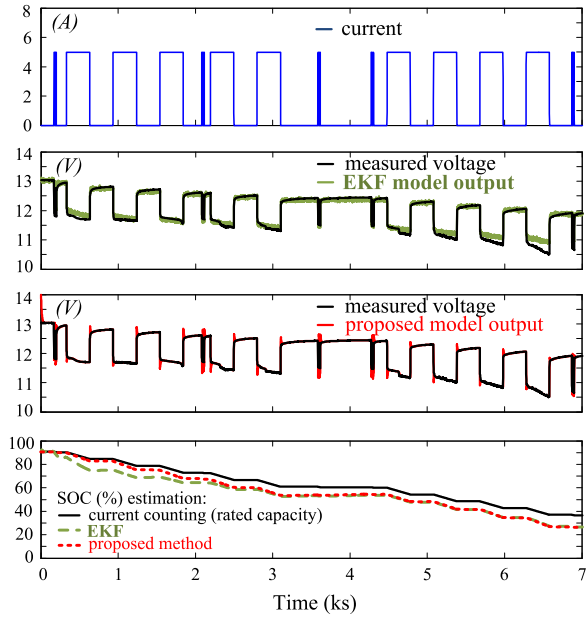 (A)
current
8
6
4
2
0
(V)
measured voltage
EKF model output
14
13
12
11
10
(V)
measured voltage
proposed model output
14
13
12
11
10
100
80
60
40
20
0
SOC (%) estimation:
current counting (rated capacity)
EKF
proposed method
0 1 2 3 4 5 6 7
Time (ks)